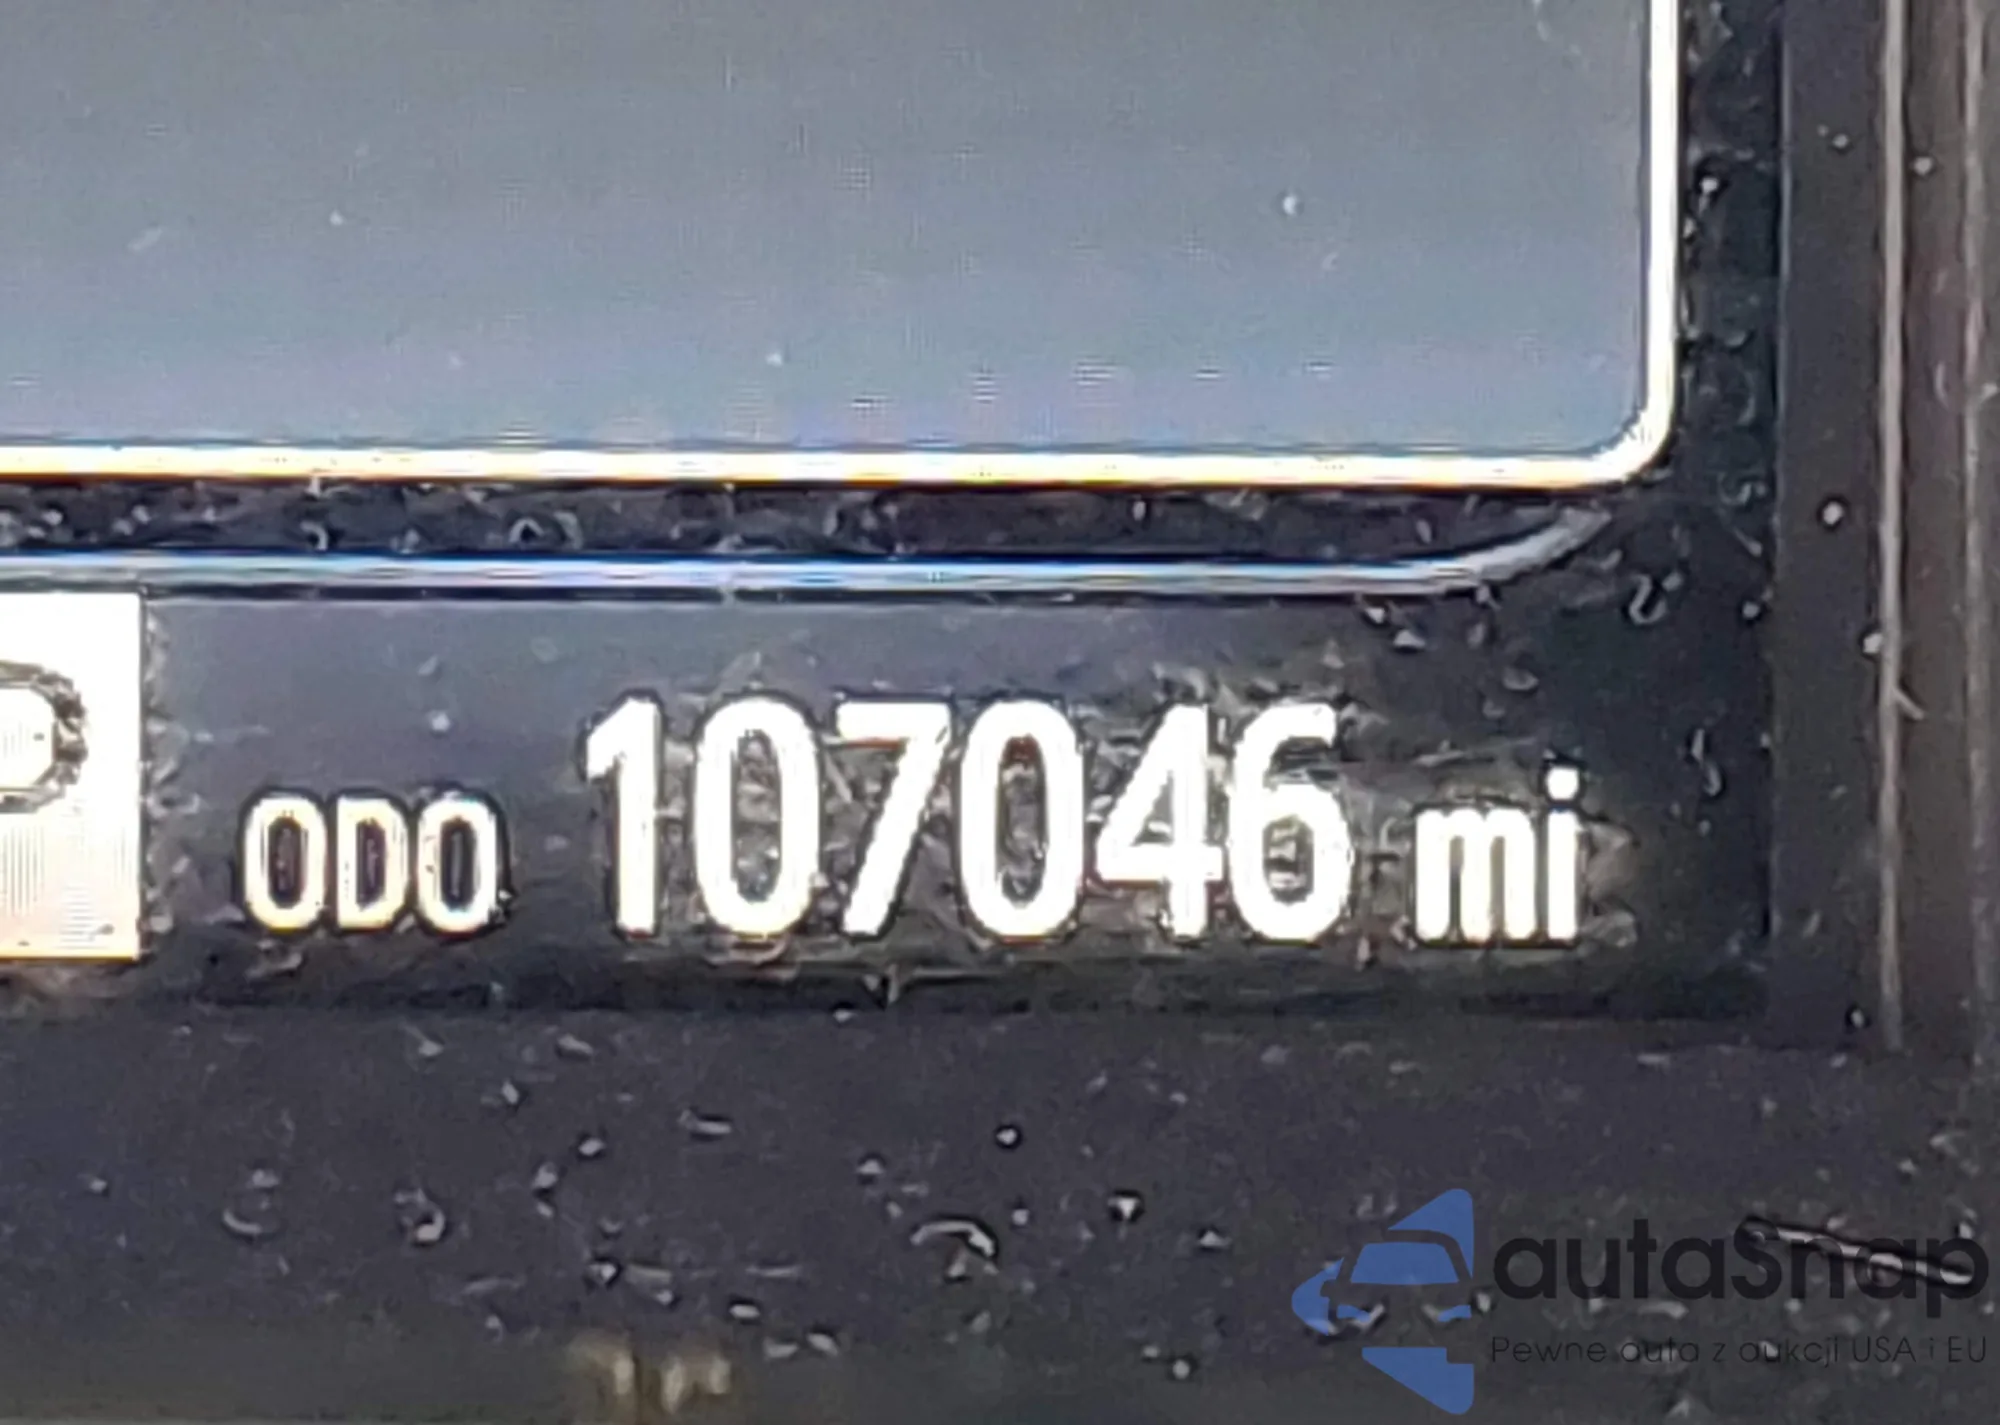 P ODO 107046 mi
autasnap
Pewne auta z aukcji USA i EU